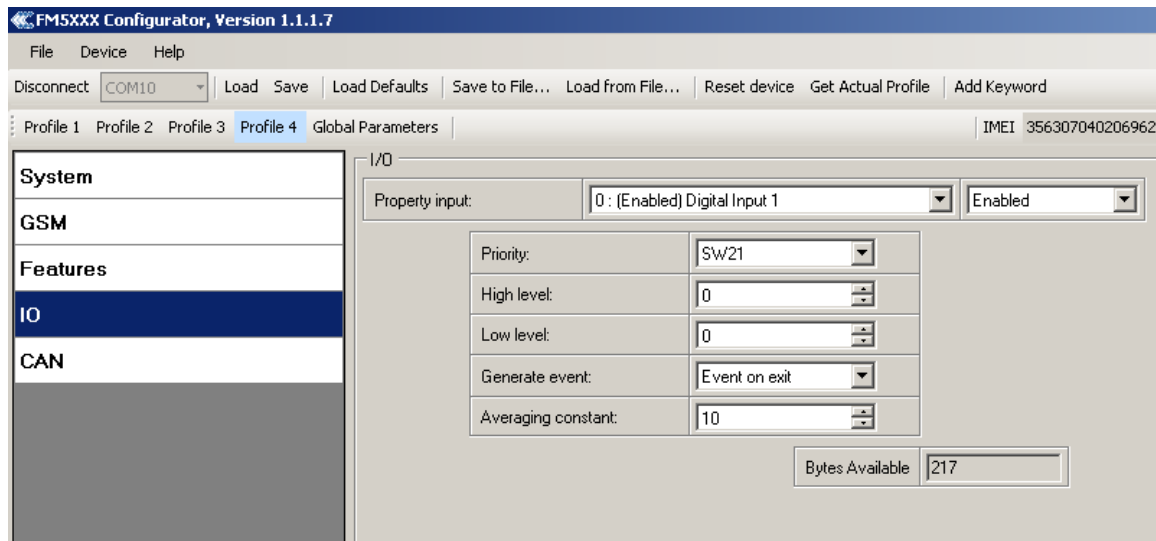 FM5XXX Configurator, Version 1.1.1.7
File Device Help
Disconnect COM10 Load Save Load Defaults Save to File... Load from File... Reset device Get Actual Profile Add Keyword
Profile 1 Profile 2 Profile 3 Profile 4 Global Parameters IMEI 356307040206962
System
GSM
Features
IO
CAN
I/O
Property input: 0 : (Enabled) Digital Input 1 Enabled
Priority: SW21
High level: 0
Low level: 0
Generate event: Event on exit
Averaging constant: 10
Bytes Available 217